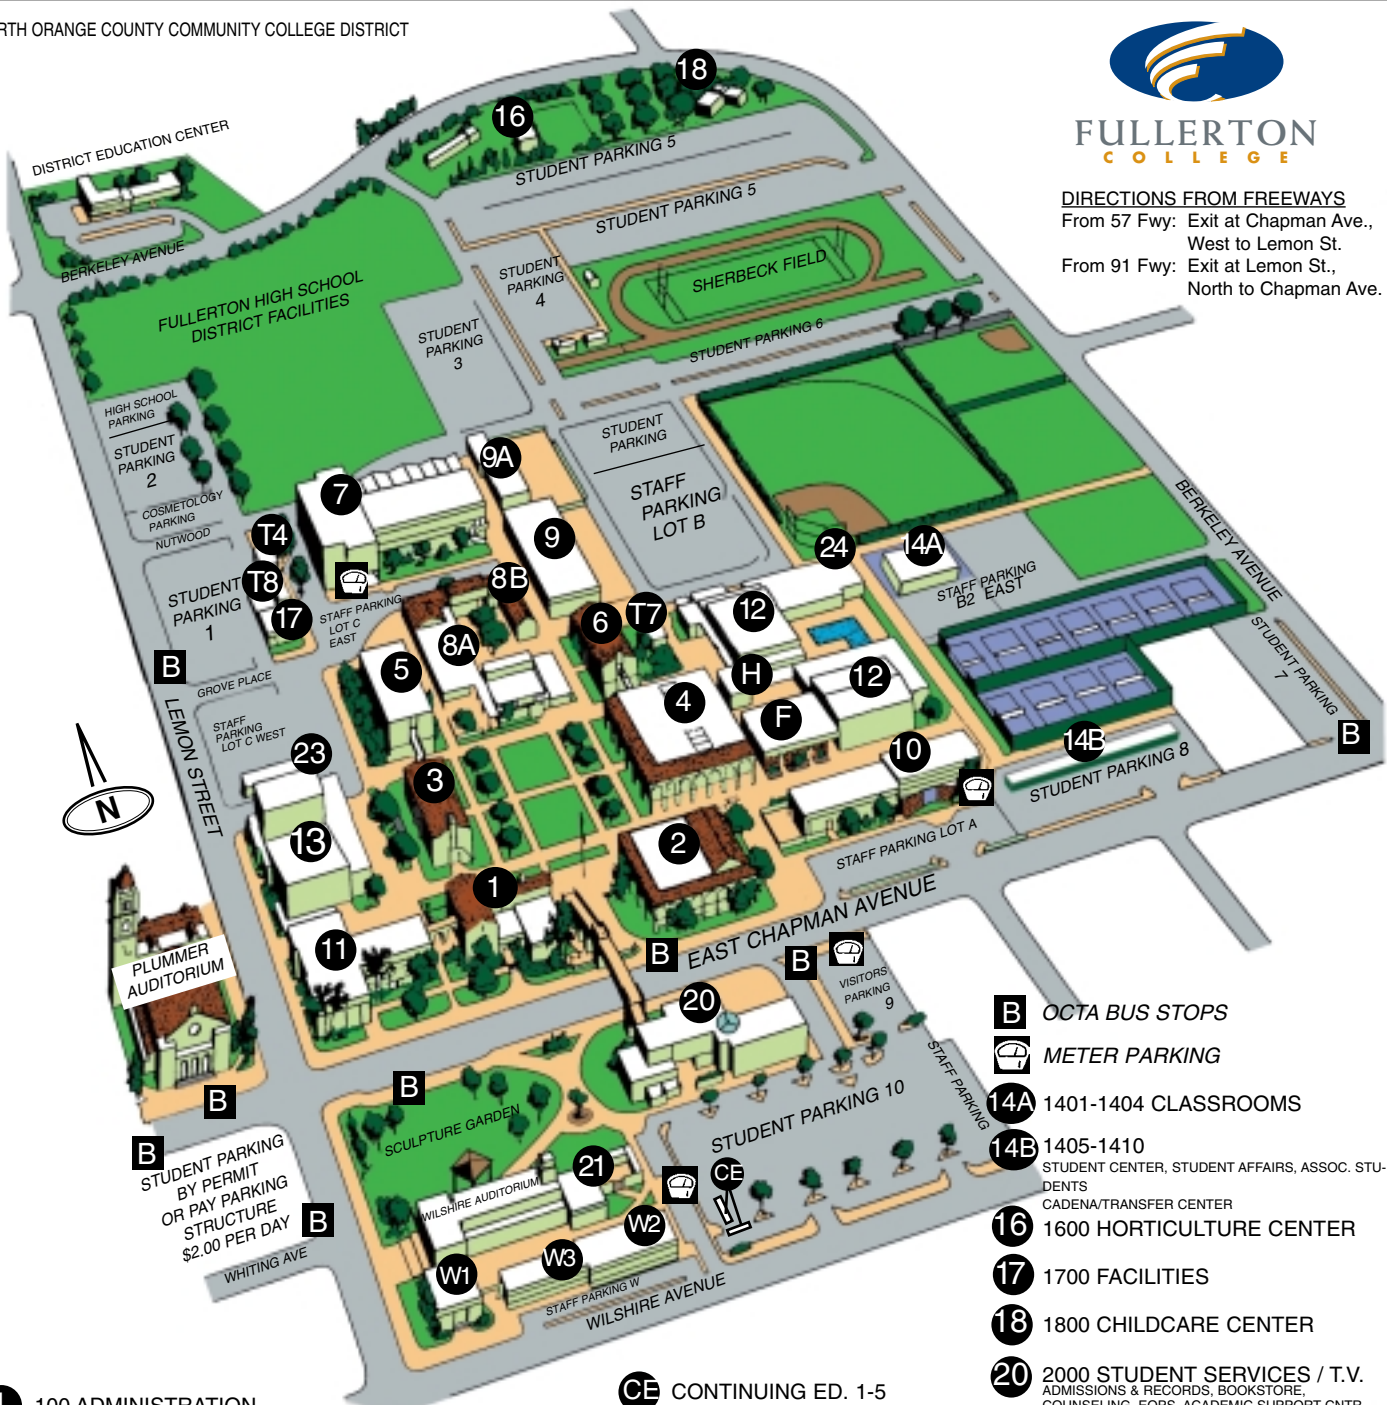 RTH ORANGE COUNTY COMMUNITY COLLEGE DISTRICT
FULLERTON
COLLEGE
DIRECTIONS FROM FREEWAYS
From 57 Fwy: Exit at Chapman Ave.,
West to Lemon St.
From 91 Fwy: Exit at Lemon St.,
North to Chapman Ave.
18
16
DISTRICT EDUCATION CENTER
STUDENT PARKING 5
STUDENT PARKING 5
BERKELEY AVENUE
FULLERTON HIGH SCHOOL
DISTRICT FACILITIES
STUDENT
PARKING
4
SHERBECK FIELD
STUDENT
PARKING
3
STUDENT PARKING 6
HIGH SCHOOL
PARKING
STUDENT
PARKING
2
COSMETOLOGY
PARKING
NUTWOOD
STUDENT
PARKING
STAFF
PARKING
LOT B
9A
7
9
T4
T8
17
STUDENT
PARKING
1
STAFF PARKING
LOT C
EAST
8B
8A
5
6
T7
24
14A
STAFF PARKING
B2 EAST
BERKELEY AVENUE
STUDENT PARKING
7
12
H
12
4
F
10
14B
STUDENT PARKING 8
B
B
GROVE PLACE
LEMON STREET
STAFF
PARKING
LOT C WEST
23
3
13
N
2
1
11
STAFF PARKING LOT A
EAST CHAPMAN AVENUE
PLUMMER
AUDITORIUM
B
B
VISITORS
PARKING
9
20
STAFF PARKING
B
B
B
SCULPTURE GARDEN
STUDENT PARKING 10
STUDENT PARKING
BY PERMIT
OR PAY PARKING
STRUCTURE
$2.00 PER DAY
B
WHITING AVE
WILSHIRE AUDITORIUM
21
CE
W2
W3
W1
STAFF PARKING W
WILSHIRE AVENUE
B OCTA BUS STOPS
METER PARKING
14A 1401-1404 CLASSROOMS
14B 1405-1410
STUDENT CENTER, STUDENT AFFAIRS, ASSOC. STU-
DENTS
CADENA/TRANSFER CENTER
16 1600 HORTICULTURE CENTER
17 1700 FACILITIES
18 1800 CHILDCARE CENTER
20 2000 STUDENT SERVICES / T.V.
ADMISSIONS & RECORDS, BOOKSTORE,
COUNSELING, EOPS, ACADEMIC SUPPORT CNTR
1 100 ADMINISTRATION
CE CONTINUING ED. 1-5